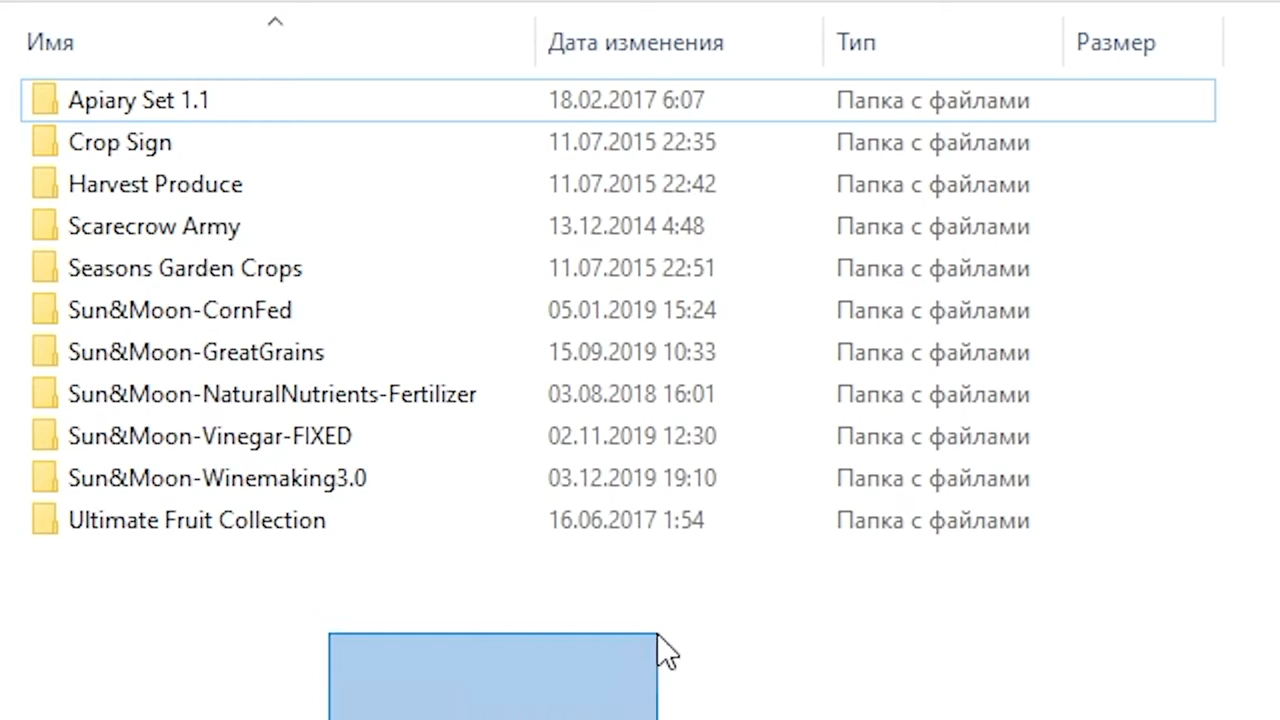 Имя Дата изменения Тип Размер
Apiary Set 1.1 18.02.2017 6:07 Папка с файлами
Crop Sign 11.07.2015 22:35 Папка с файлами
Harvest Produce 11.07.2015 22:42 Папка с файлами
Scarecrow Army 13.12.2014 4:48 Папка с файлами
Seasons Garden Crops 11.07.2015 22:51 Папка с файлами
Sun&Moon-CornFed 05.01.2019 15:24 Папка с файлами
Sun&Moon-GreatGrains 15.09.2019 10:33 Папка с файлами
Sun&Moon-NaturalNutrients-Fertilizer 03.08.2018 16:01 Папка с файлами
Sun&Moon-Vinegar-FIXED 02.11.2019 12:30 Папка с файлами
Sun&Moon-Winemaking3.0 03.12.2019 19:10 Папка с файлами
Ultimate Fruit Collection 16.06.2017 1:54 Папка с файлами